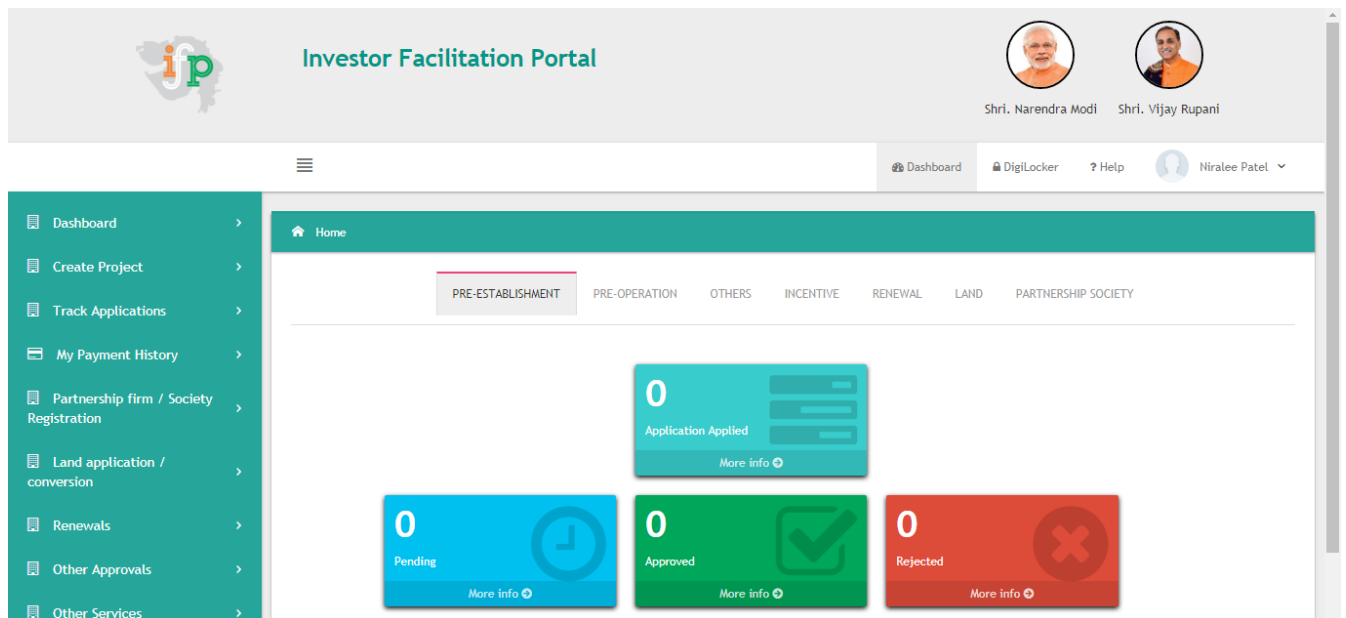 ifp
Investor Facilitation Portal
Shri. Narendra Modi
Shri. Vijay Rupani
Dashboard
DigiLocker
? Help
Niralee Patel
Dashboard
Create Project
Track Applications
My Payment History
Partnership firm / Society
Registration
Land application /
conversion
Renewals
Other Approvals
Other Services
Home
PRE-ESTABLISHMENT
PRE-OPERATION
OTHERS
INCENTIVE
RENEWAL
LAND
PARTNERSHIP SOCIETY
0
Application Applied
More info
0
Pending
More info
0
Approved
More info
0
Rejected
More info